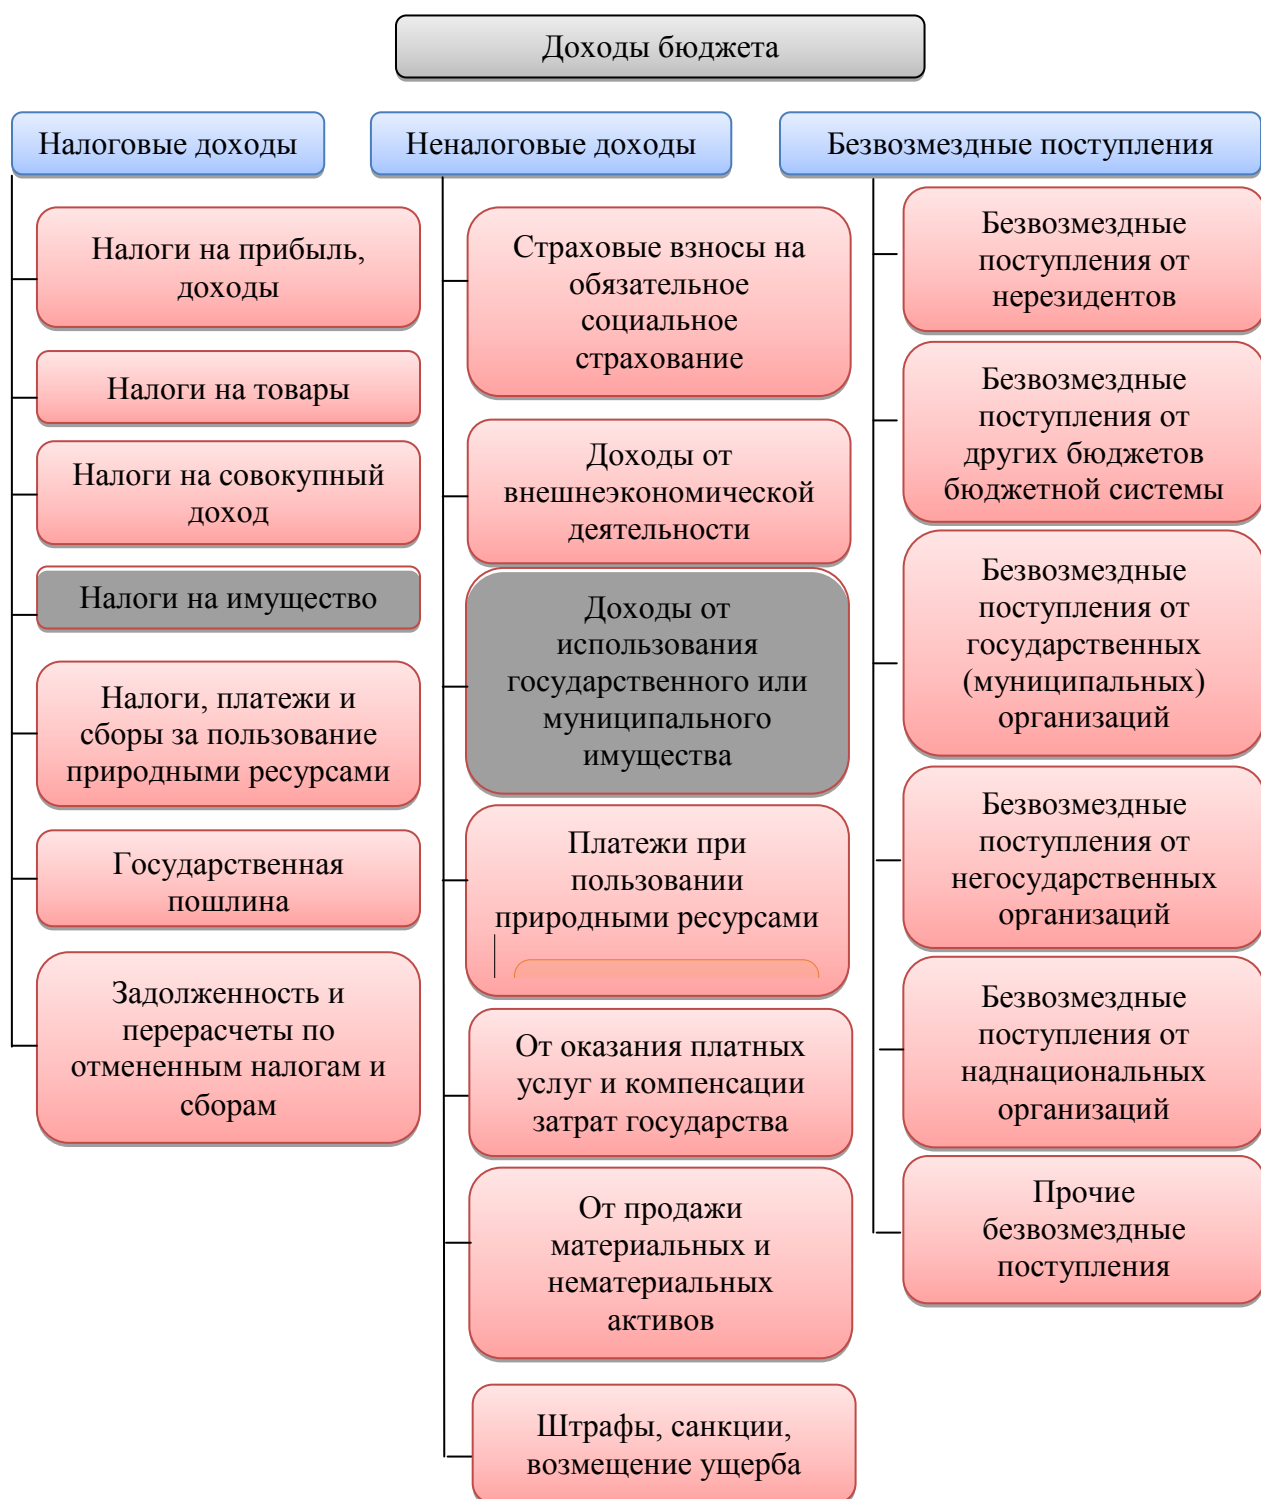 Доходы бюджета
Налоговые доходы
Налоги на прибыль,
доходы
Налоги на товары
Налоги на совокупный
доход
Налоги на имущество
Налоги, платежи и
сборы за пользование
природными ресурсами
Государственная
пошлина
Задолженность и
перерасчеты по
отмененным налогам и
сборам
Неналоговые доходы
Страховые взносы на
обязательное
социальное
страхование
Доходы от
внешнеэкономической
деятельности
Доходы от
использования
государственного или
муниципального
имущества
Платежи при
пользовании
природными ресурсами
От оказания платных
услуг и компенсации
затрат государства
От продажи
материальных и
нематериальных
активов
Штрафы, санкции,
возмещение ущерба
Безвозмездные поступления
Безвозмездные
поступления от
нерезидентов
Безвозмездные
поступления от
других бюджетов
бюджетной системы
Безвозмездные
поступления от
государственных
(муниципальных)
организаций
Безвозмездные
поступления от
негосударственных
организаций
Безвозмездные
поступления от
наднациональных
организаций
Прочие
безвозмездные
поступления